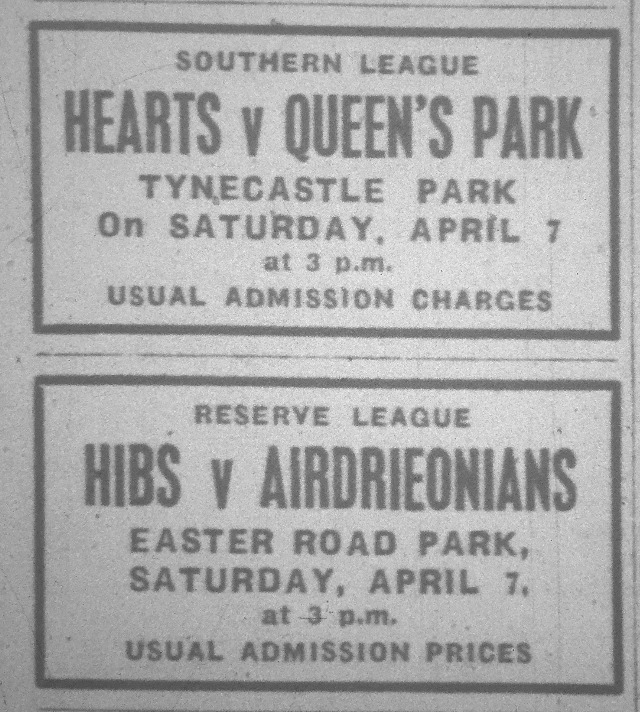 SOUTHERN LEAGUE
HEARTS v QUEEN'S PARK
TYNECASTLE PARK
On SATURDAY, APRIL 7
at 3 p.m.
USUAL ADMISSION CHARGES
RESERVE LEAGUE
HIBS v AIRDRIEONIANS
EASTER ROAD PARK,
SATURDAY, APRIL 7.
at 3 p.m.
USUAL ADMISSION PRICES